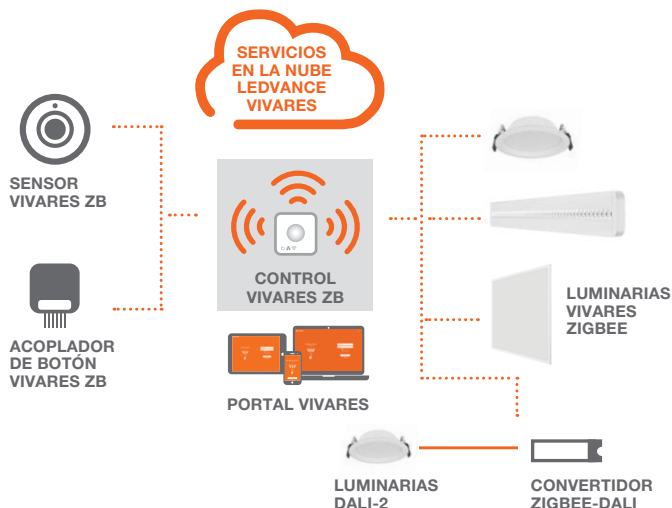 SERVICIOS
EN LA NUBE
LEDVANCE
VIVARES
SENSOR
VIVARES ZB
CONTROL
VIVARES ZB
LUMINARIAS
VIVARES
ZIGBEE
ACOPLADOR
DE BOTÓN
VIVARES ZB
PORTAL VIVARES
LUMINARIAS
DALI-2
CONVERTIDOR
ZIGBEE-DALI